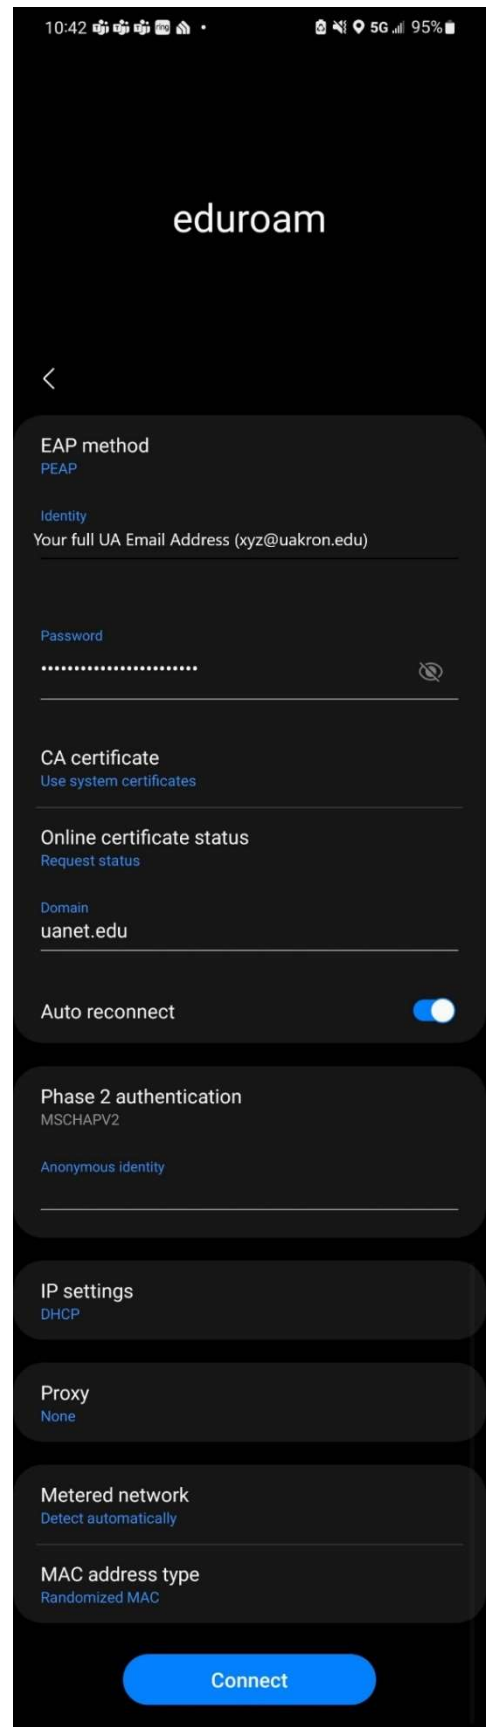 10:42 ring • 5G 95%
eduroam
EAP method
PEAP
Identity
Your full UA Email Address (xyz@uakron.edu)
Password
••••••••••••••••••••••••
CA certificate
Use system certificates
Online certificate status
Request status
Domain
uanet.edu
Auto reconnect
Phase 2 authentication
MSCHAPV2
Anonymous identity
IP settings
DHCP
Proxy
None
Metered network
Detect automatically
MAC address type
Randomized MAC
Connect